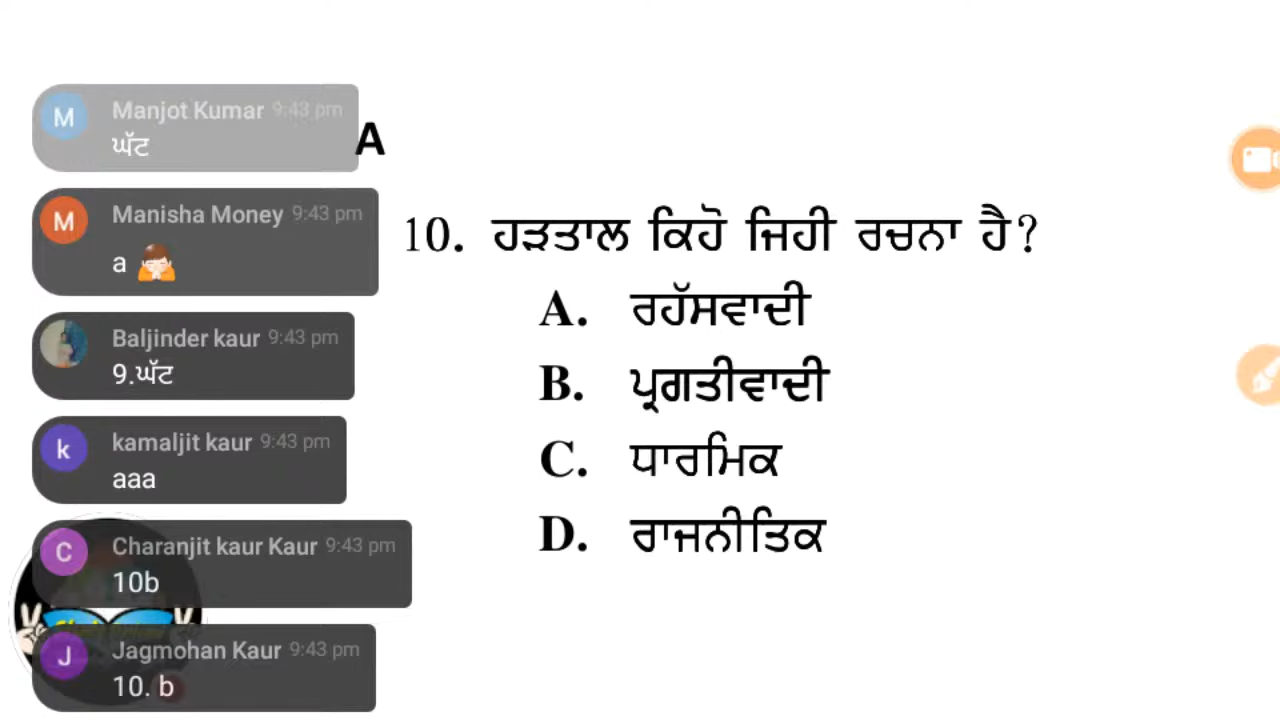 M Manjot Kumar 9:43 pm
ਘੱਟ
A
M Manisha Money 9:43 pm
a
Baljinder kaur 9:43 pm
9.ਘੱਟ
k kamaljit kaur 9:43 pm
aaa
C Charanjit kaur Kaur 9:43 pm
10b
J Jagmohan Kaur 9:43 pm
10. b
10. ਹੜਤਾਲ ਕਿਹੋ ਜਿਹੀ ਰਚਨਾ ਹੈ?
A. ਰਹੱਸਵਾਦੀ
B. ਪ੍ਰਗਤੀਵਾਦੀ
C. ਧਾਰਮਿਕ
D. ਰਾਜਨੀਤਿਕ